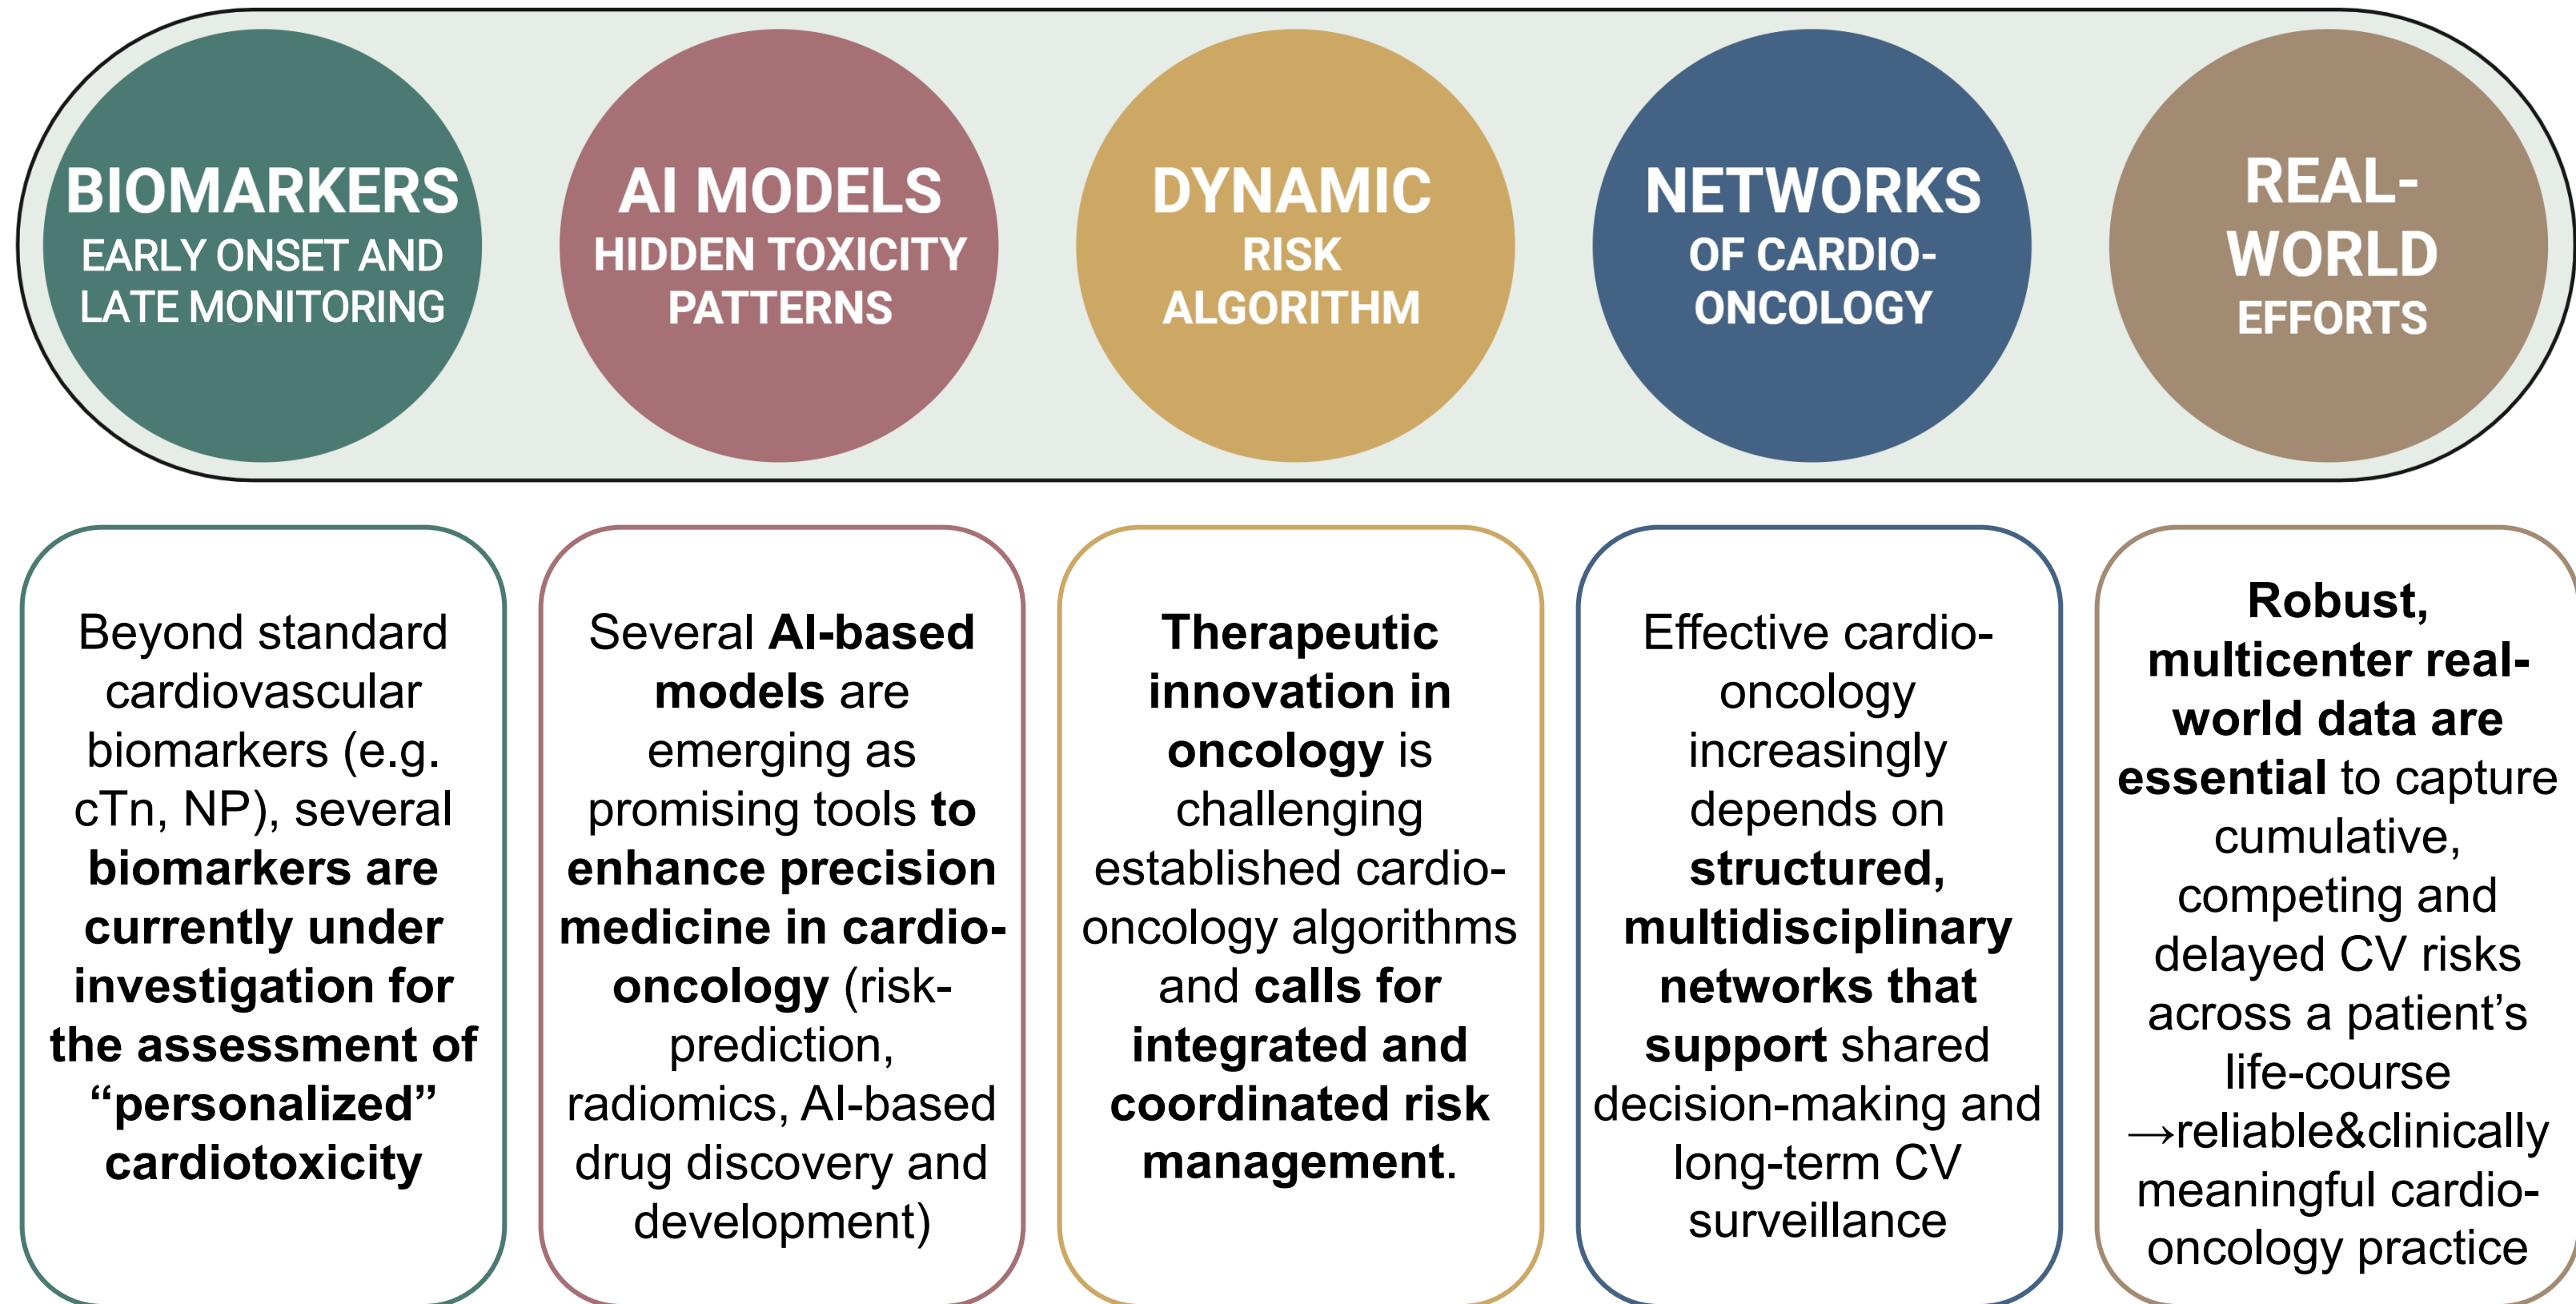 BIOMARKERS
EARLY ONSET AND
LATE MONITORING
AI MODELS
HIDDEN TOXICITY
PATTERNS
DYNAMIC
RISK
ALGORITHM
NETWORKS
OF CARDIO-
ONCOLOGY
REAL-
WORLD
EFFORTS
Beyond standard
cardiovascular
biomarkers (e.g.
cTn, NP), several
biomarkers are
currently under
investigation for
the assessment of
“personalized”
cardiotoxicity
Several AI-based
models are
emerging as
promising tools to
enhance precision
medicine in cardio-
oncology (risk-
prediction,
radiomics, AI-based
drug discovery and
development)
Therapeutic
innovation in
oncology is
challenging
established cardio-
oncology algorithms
and calls for
integrated and
coordinated risk
management.
Effective cardio-
oncology
increasingly
depends on
structured,
multidisciplinary
networks that
support shared
decision-making and
long-term CV
surveillance
Robust,
multicenter real-
world data are
essential to capture
cumulative,
competing and
delayed CV risks
across a patient’s
life-course
→reliable&clinically
meaningful cardio-
oncology practice